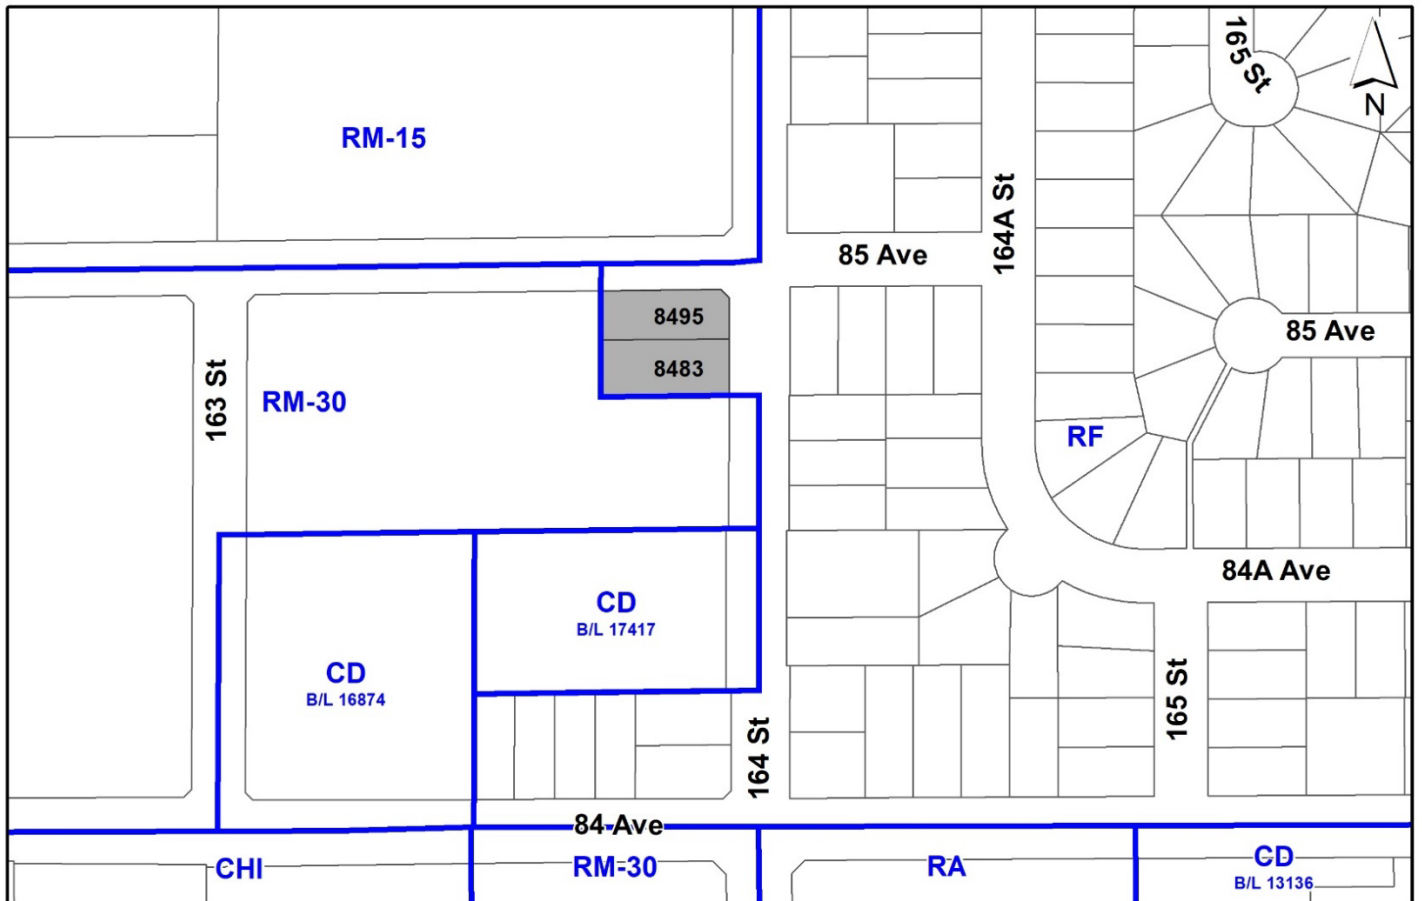 165 St
N
RM-15
164A St
85 Ave
8495
85 Ave
8483
163 St
RM-30
RF
84A Ave
CD
B/L 17417
CD
B/L 16874
165 St
164 St
84 Ave
CHI
RM-30
RA
CD
B/L 13136